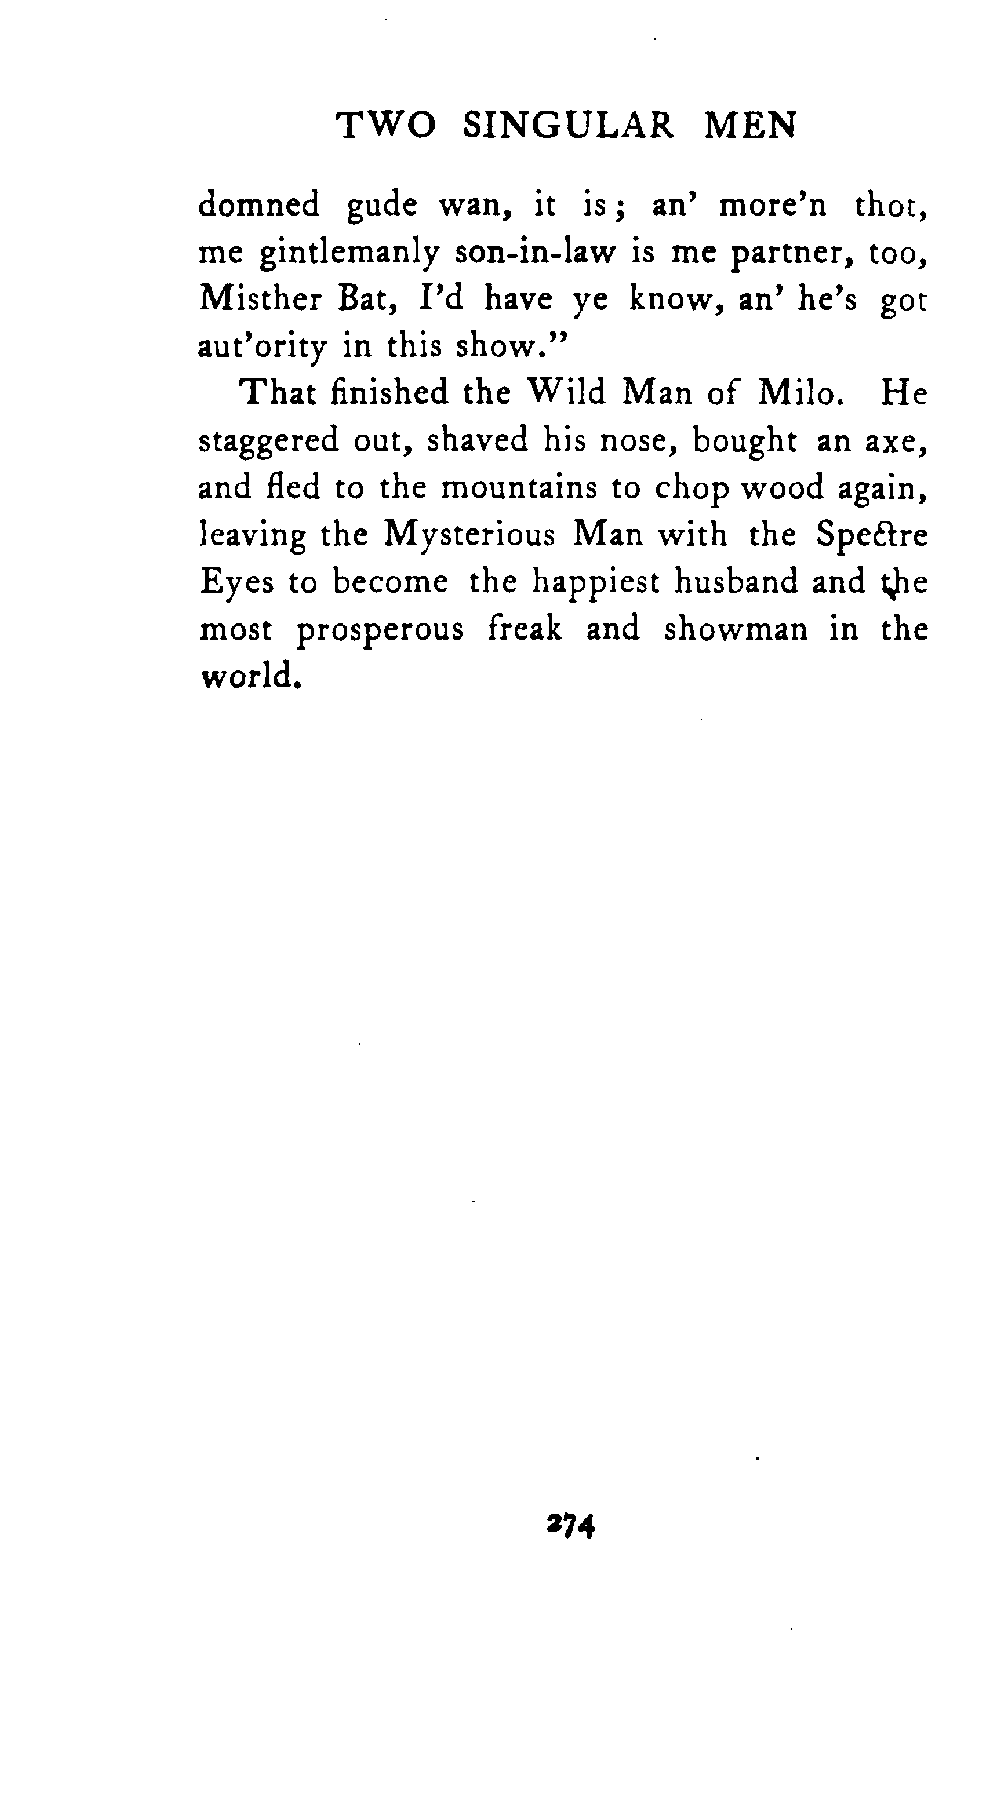 TWO SINGULAR MEN
domned gude wan, it is; an' more'n thot,
me gintlemanly son-in-law is me partner, too,
Misther Bat, I'd have ye know, an' he's got
aut'ority in this show."
That finished the Wild Man of Milo. He
staggered out, shaved his nose, bought an axe,
and fled to the mountains to chop wood again,
leaving the Mysterious Man with the Spectre
Eyes to become the happiest husband and the
most prosperous freak and showman in the
world.
274